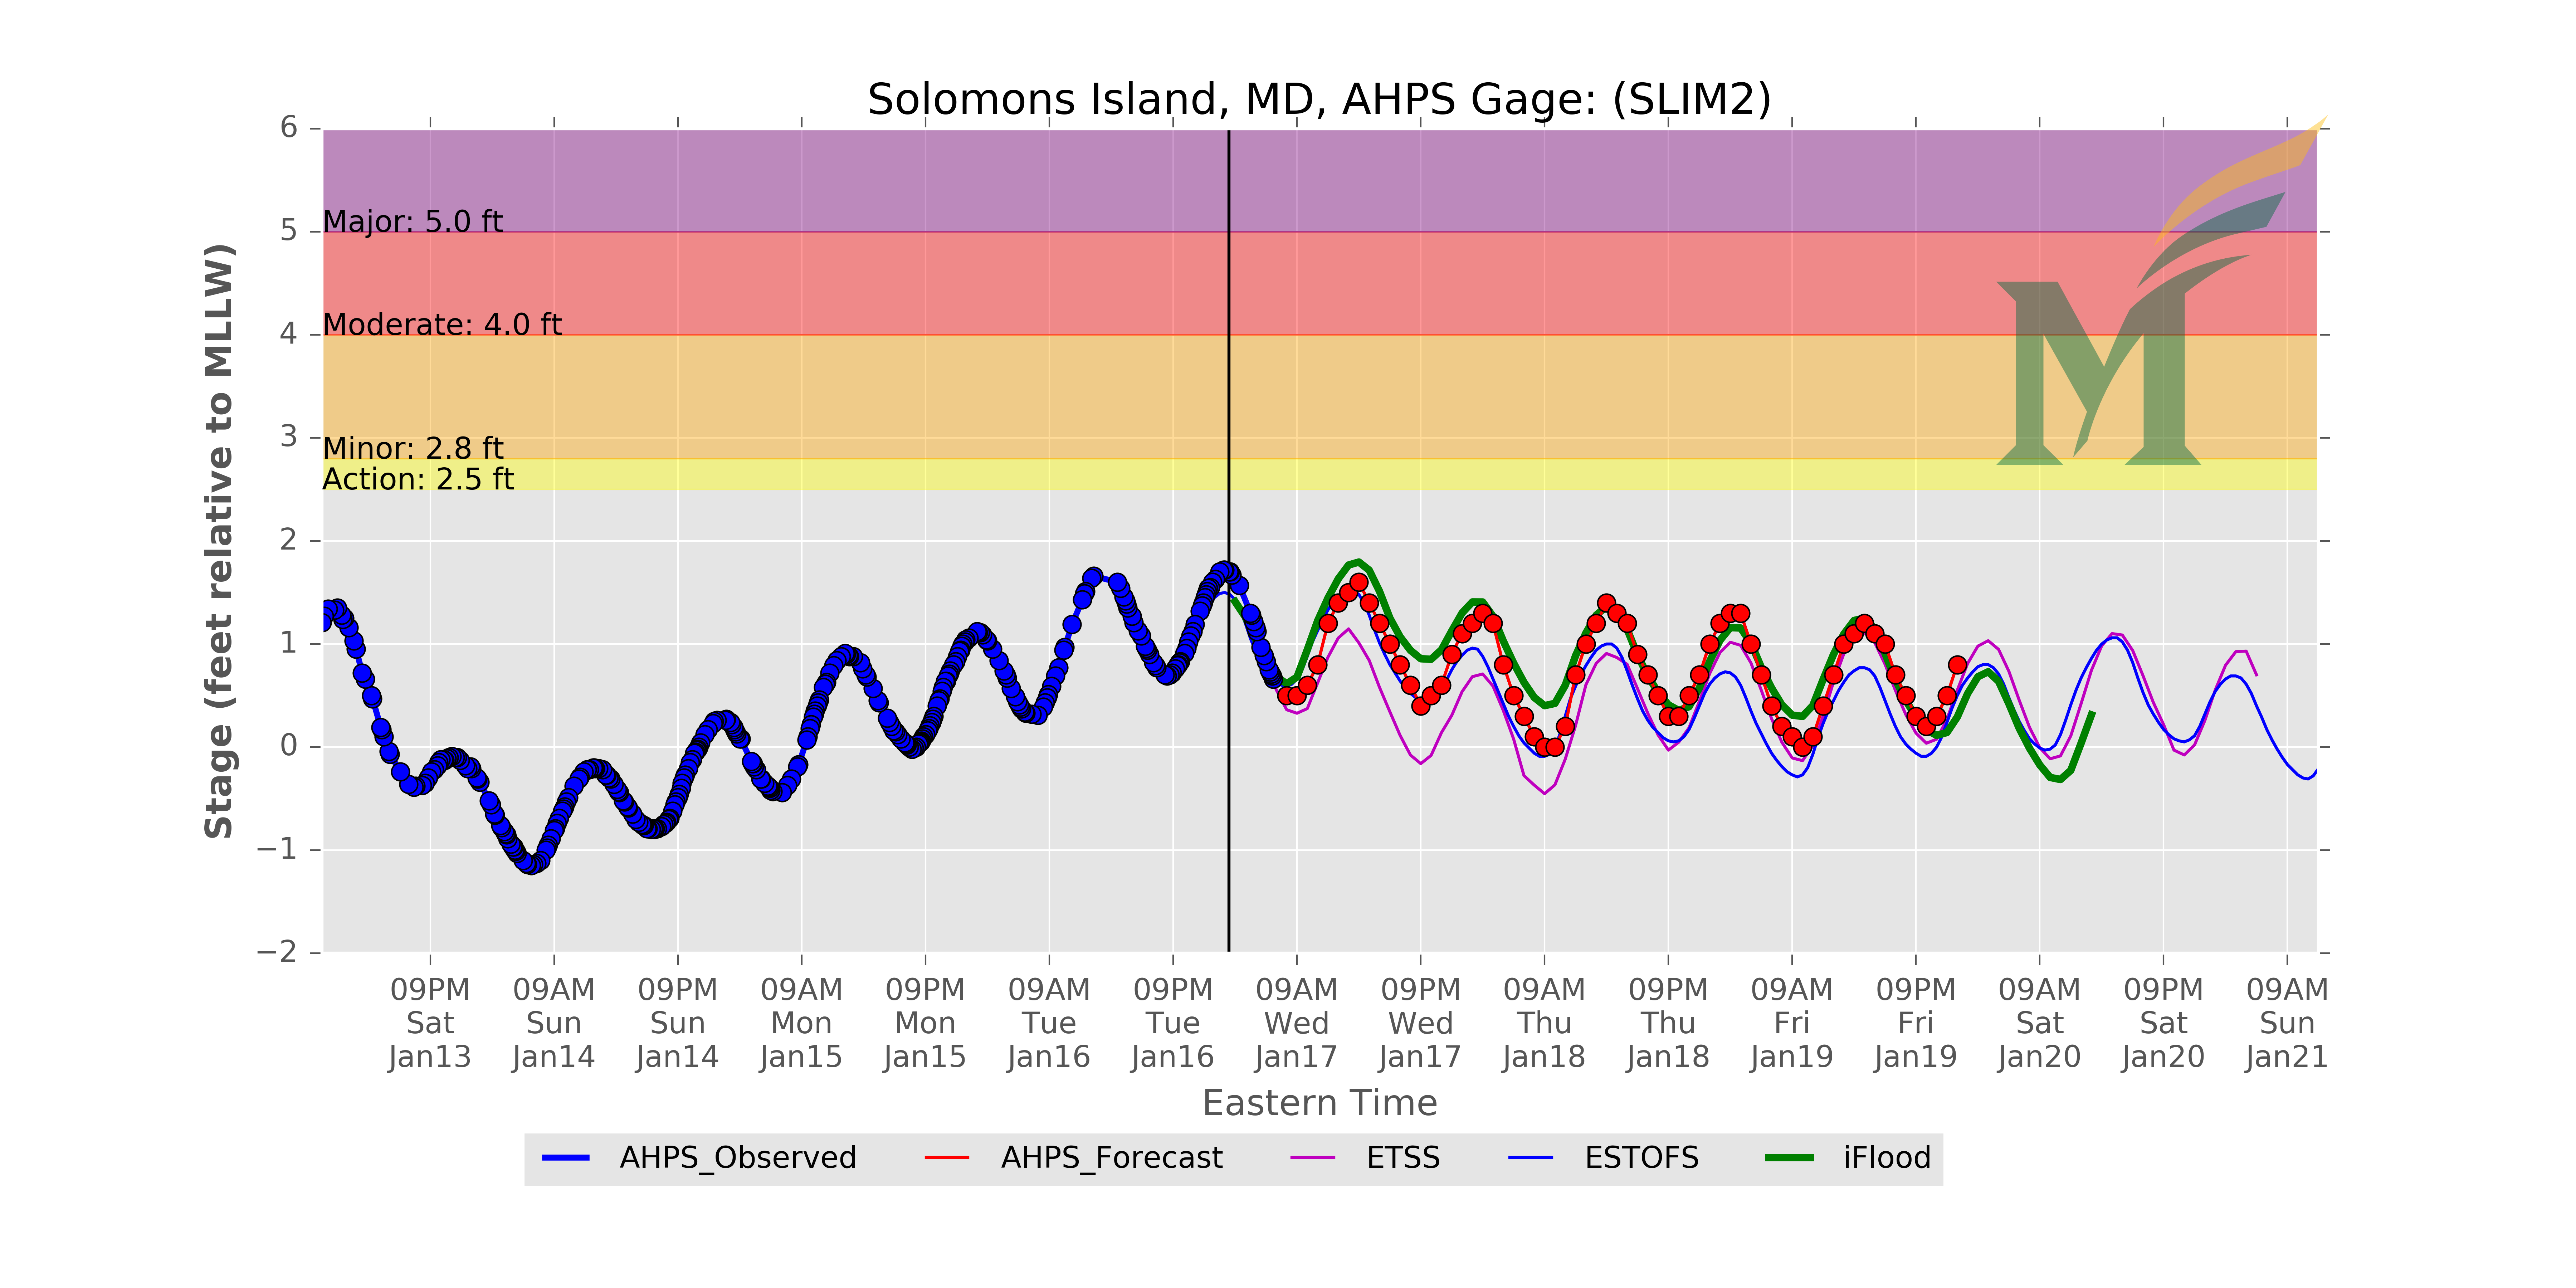 Solomons Island, MD, AHPS Gage: (SLIM2)
6
5
4
3
2
1
0
−1
−2
Stage (feet relative to MLLW)
Major: 5.0 ft
Moderate: 4.0 ft
Minor: 2.8 ft
Action: 2.5 ft
M
09PM 09AM 09PM 09AM 09PM 09AM 09PM 09AM 09PM 09AM 09PM 09AM 09PM 09AM 09PM 09AM
Sat Sun Sun Mon Mon Tue Tue Wed Wed Thu Thu Fri Fri Sat Sat Sun
Jan13 Jan14 Jan14 Jan15 Jan15 Jan16 Jan16 Jan17 Jan17 Jan18 Jan18 Jan19 Jan19 Jan20 Jan20 Jan21
Eastern Time
AHPS_Observed AHPS_Forecast ETSS ESTOFS iFlood